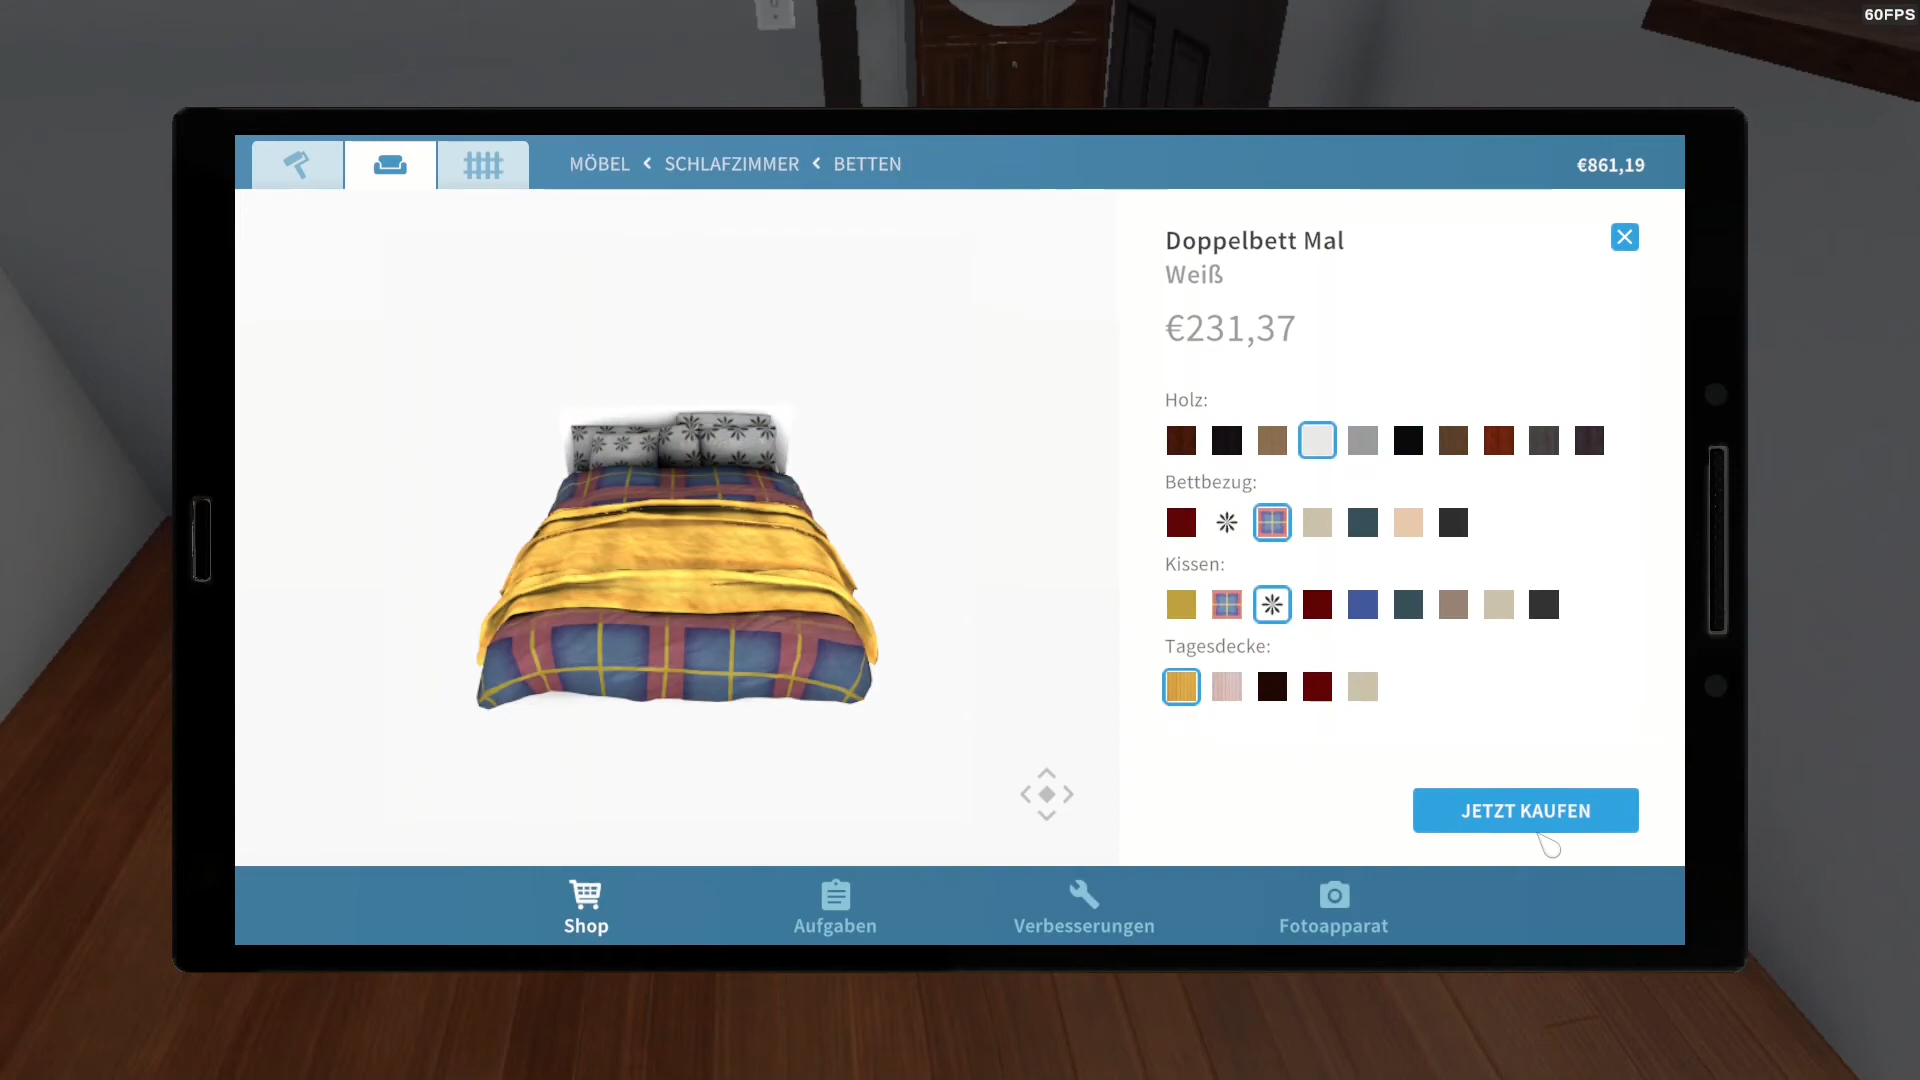 60FPS
MÖBEL < SCHLAFZIMMER < BETTEN
€861,19
Doppelbett Mal
Weiß
€231,37
Holz:
Bettbezug:
Kissen:
Tagesdecke:
JETZT KAUFEN
Shop
Aufgaben
Verbesserungen
Fotoapparat